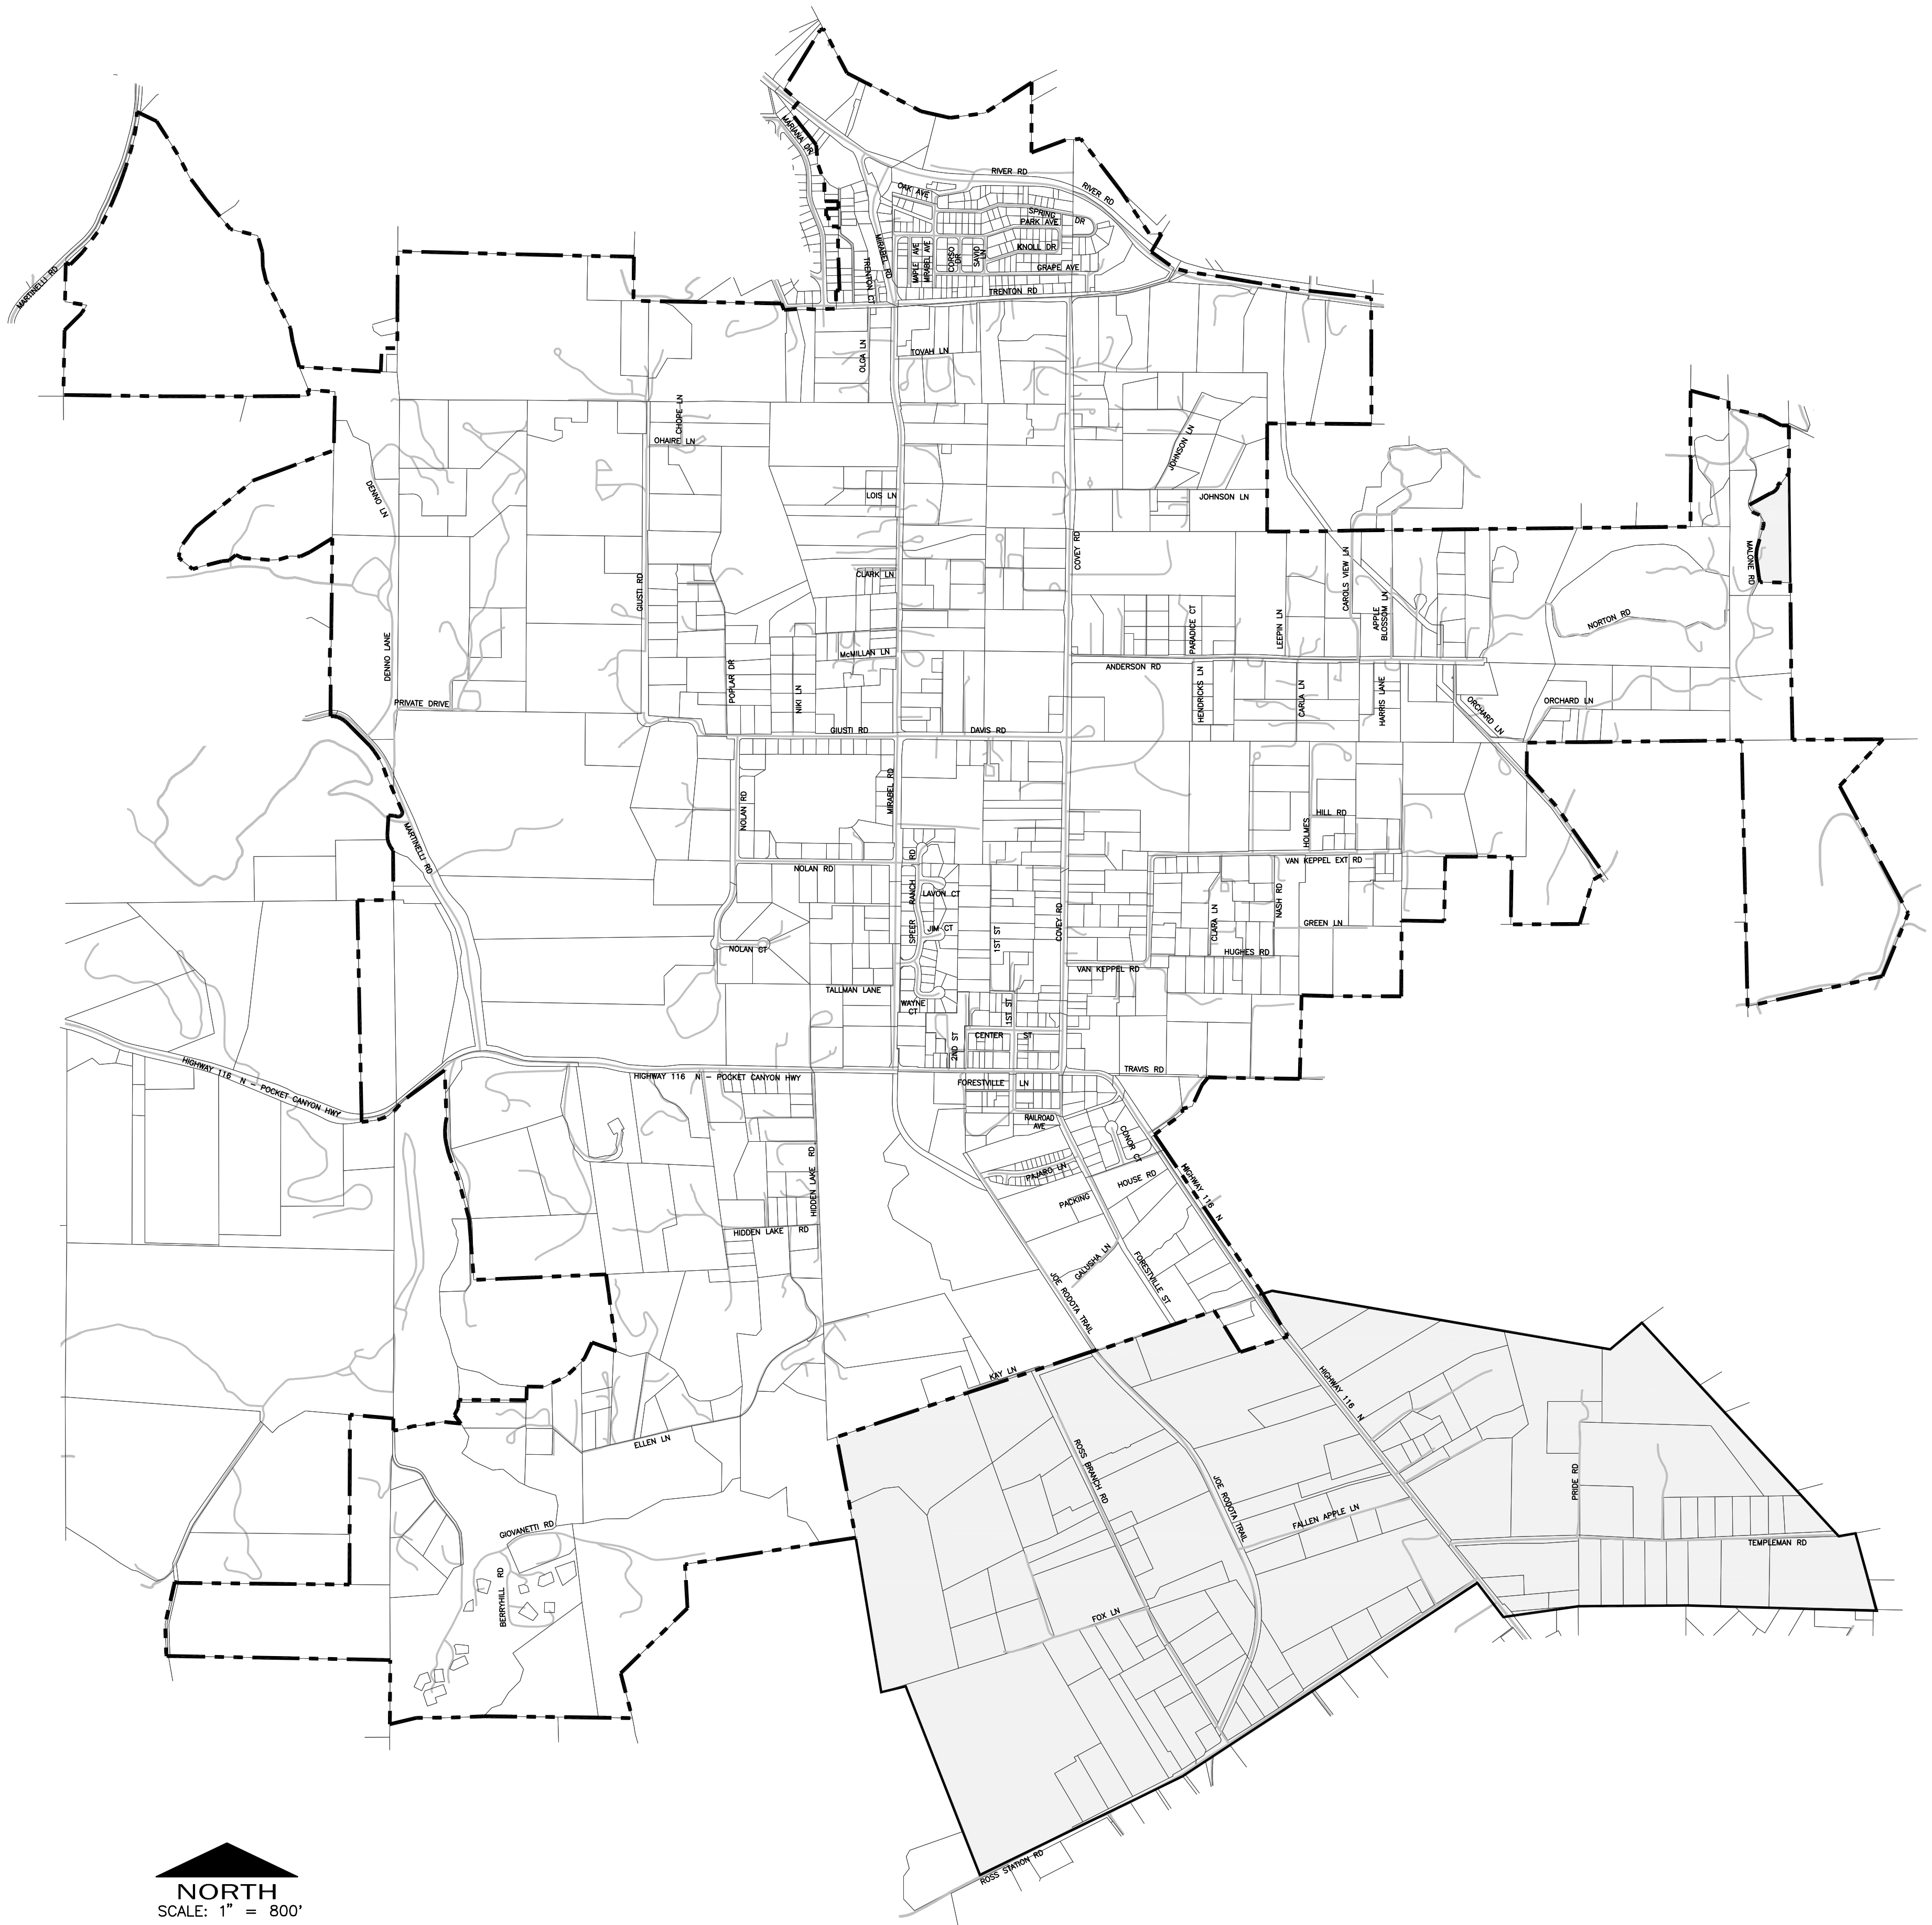 MARIANA DR
RIVER RD
RIVER RD
OAK AVE
SPRING
DR
PARK AVE
KNOLL DR
GRAPE AVE
MAPLE AVE
MIRABEL AVE
CORSO
DR
SAVIO
LN
MIRABEL RD
TRENTON CT
TRENTON RD
MARTINELLI RD
OLGA LN
TOVAH LN
CHOPE LN
OHAIRE LN
JOHNSON LN
JOHNSON LN
LOIS LN
DENNO LN
COVEY RD
CLARK LN
GIUSTI RD
CAROLS VIEW LN
APPLE
BLOSSOM LN
LEEPIN LN
PARADICE CT
MALONE RD
NORTON RD
DENNO LANE
McMILLAN LN
POPLAR DR
NIKI LN
ANDERSON RD
HENDRICKS LN
CARLA LN
HARRIS LANE
ORCHARD LN
ORCHARD LN
PRIVATE DRIVE
GIUSTI RD
DAVIS RD
MIRABEL RD
NOLAN RD
HOLMES
HILL RD
MARTINELLI RD
NOLAN RD
VAN KEPPEL EXT RD
SPEER RANCH RD
LAVON CT
JIM CT
1ST ST
COVEY RD
CLARA LN
NASH RD
GREEN LN
NOLAN CT
HUGHES RD
VAN KEPPEL RD
TALLMAN LANE
WAYNE
CT
1ST ST
2ND ST
CENTER ST
HIGHWAY 116 N - POCKET CANYON HWY
HIGHWAY 116 N - POCKET CANYON HWY
TRAVIS RD
FORESTVILLE LN
RAILROAD
AVE
CONOR CT
PAJARO LN
HOUSE RD
PACKING
HIGHWAY 116 N
HIDDEN LAKE RD
HIDDEN LAKE RD
GALUSHA LN
FORESTVILLE ST
JOE RODOTA TRAIL
KAY LN
HIGHWAY 116 N
ELLEN LN
ROSS BRANCH RD
JOE RODOTA TRAIL
FALLEN APPLE LN
PRIDE RD
TEMPLEMAN RD
GIOVANETTI RD
BERRYHILL RD
FOX LN
ROSS STATION RD
NORTH
SCALE: 1" = 800'